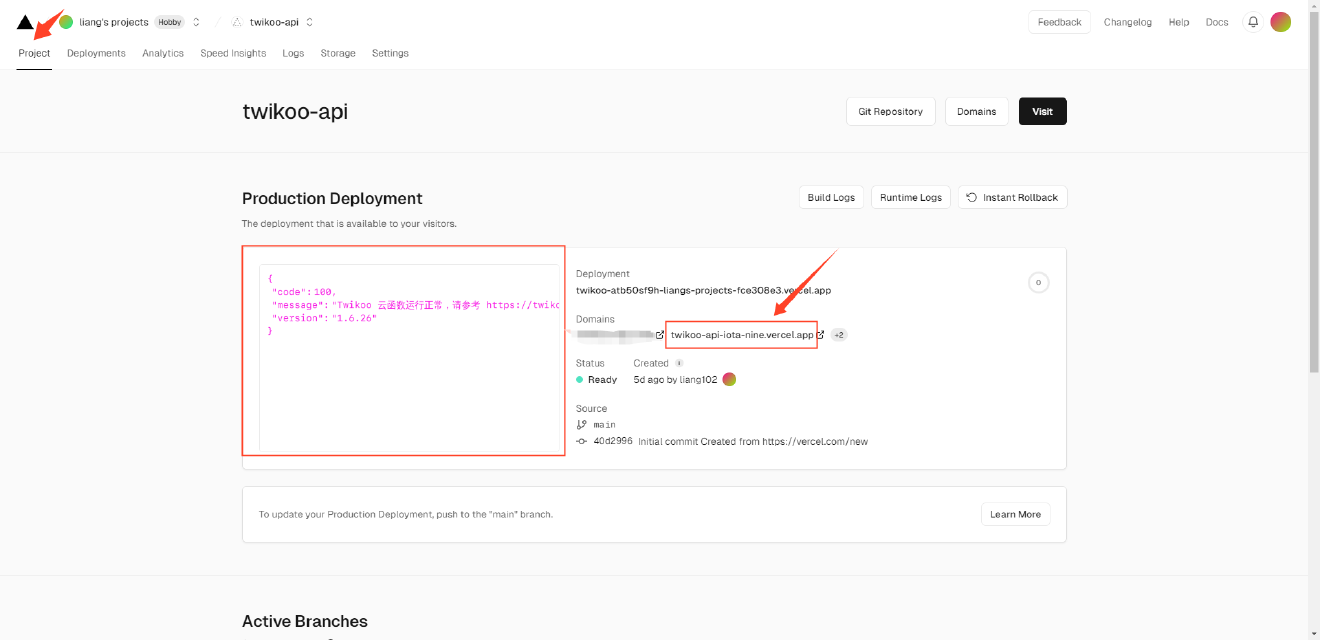 liang's projects Hobby twikoo-api Feedback Changelog Help Docs
Project Deployments Analytics Speed Insights Logs Storage Settings
twikoo-api Git Repository Domains Visit
Production Deployment Build Logs Runtime Logs Instant Rollback
The deployment that is available to your visitors.
{
"code": 100,
"message": "Twikoo 云函数运行正常，请参考 https://twiko
"version": "1.6.26"
}
Deployment
twikoo-atb50sf9h-liangs-projects-fce308e3.vercel.app
0
Domains
twikoo-api-iota-nine.vercel.app +2
Status Created
Ready 5d ago by liang102
Source
main
40d2996 Initial commit Created from https://vercel.com/new
To update your Production Deployment, push to the "main" branch. Learn More
Active Branches